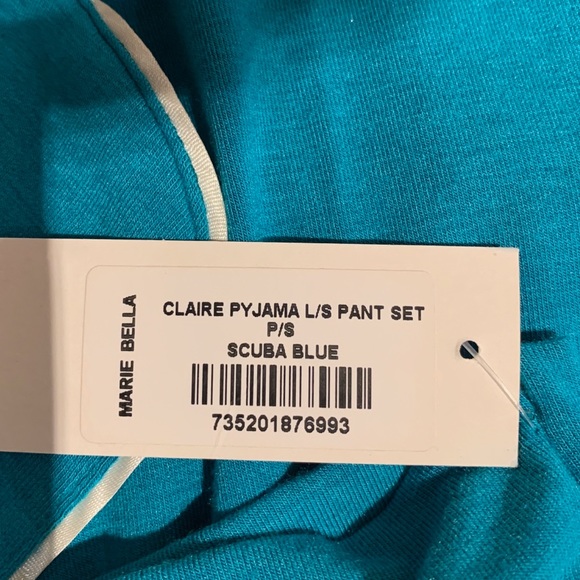 MARIE BELLA
CLAIRE PYJAMA L/S PANT SET
P/S
SCUBA BLUE
735201876993